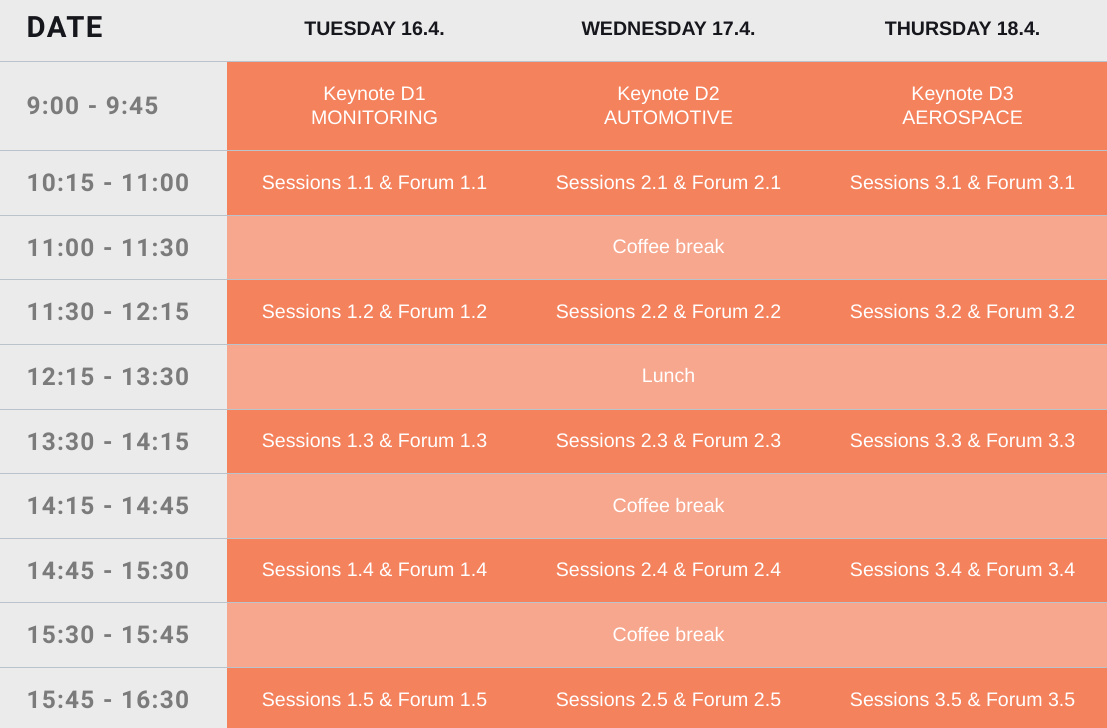 DATE TUESDAY 16.4. WEDNESDAY 17.4. THURSDAY 18.4.
9:00 - 9:45 Keynote D1 Keynote D2 Keynote D3
MONITORING AUTOMOTIVE AEROSPACE
10:15 - 11:00 Sessions 1.1 & Forum 1.1 Sessions 2.1 & Forum 2.1 Sessions 3.1 & Forum 3.1
11:00 - 11:30 Coffee break
11:30 - 12:15 Sessions 1.2 & Forum 1.2 Sessions 2.2 & Forum 2.2 Sessions 3.2 & Forum 3.2
12:15 - 13:30 Lunch
13:30 - 14:15 Sessions 1.3 & Forum 1.3 Sessions 2.3 & Forum 2.3 Sessions 3.3 & Forum 3.3
14:15 - 14:45 Coffee break
14:45 - 15:30 Sessions 1.4 & Forum 1.4 Sessions 2.4 & Forum 2.4 Sessions 3.4 & Forum 3.4
15:30 - 15:45 Coffee break
15:45 - 16:30 Sessions 1.5 & Forum 1.5 Sessions 2.5 & Forum 2.5 Sessions 3.5 & Forum 3.5